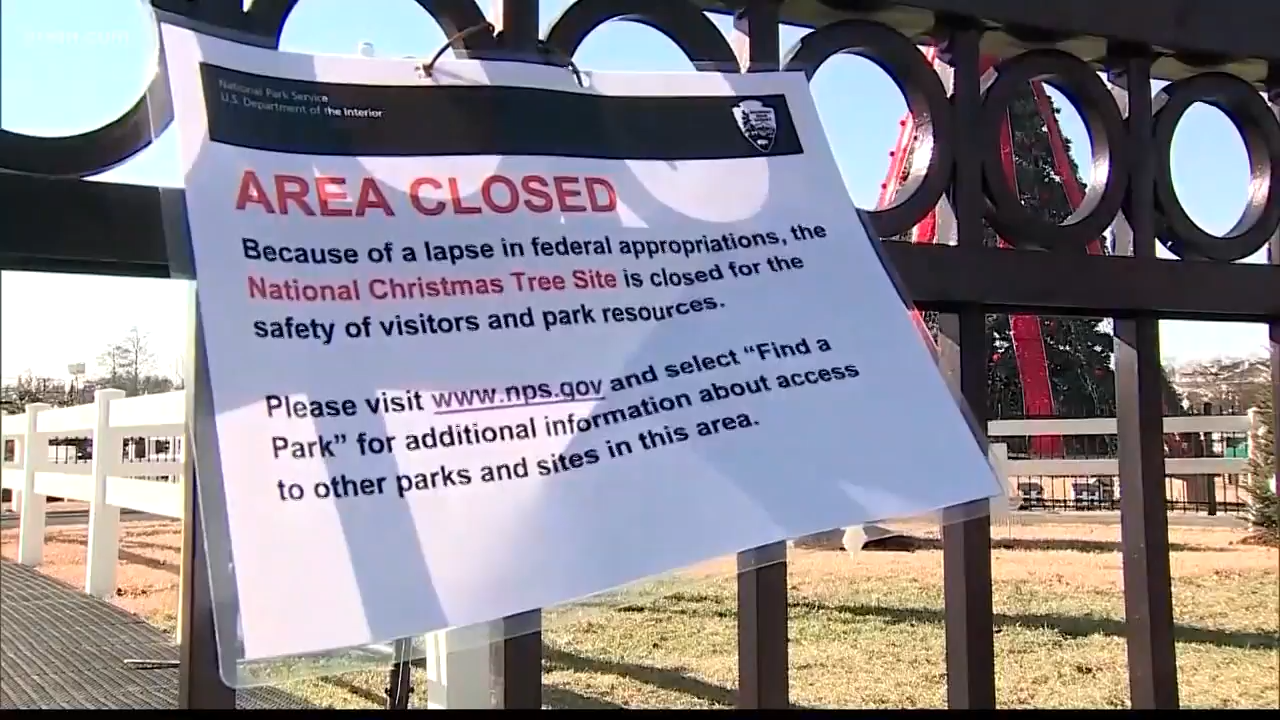 National Park Service
U.S. Department of the Interior
AREA CLOSED
Because of a lapse in federal appropriations, the
National Christmas Tree Site is closed for the
safety of visitors and park resources.
Please visit www.nps.gov and select “Find a
Park” for additional information about access
to other parks and sites in this area.